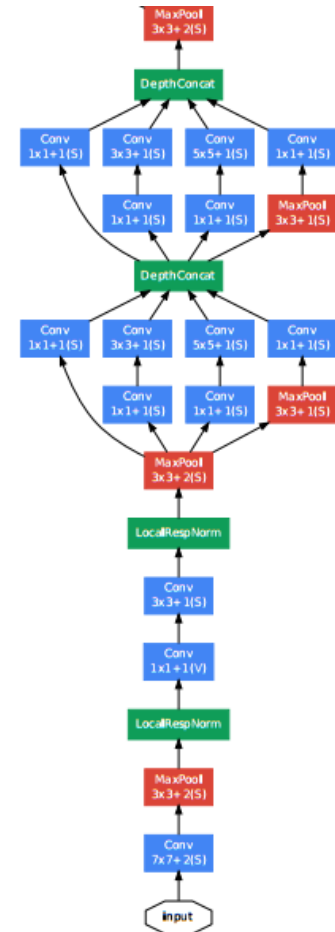 MaxPool
3x3+2(S)
DepthConcat
Conv
1x1+1(S)
Conv
3x3+1(S)
Conv
5x5+1(S)
Conv
1x1+1(S)
Conv
1x1+1(S)
Conv
1x1+1(S)
MaxPool
3x3+1(S)
DepthConcat
Conv
1x1+1(S)
Conv
3x3+1(S)
Conv
5x5+1(S)
Conv
1x1+1(S)
Conv
1x1+1(S)
Conv
1x1+1(S)
MaxPool
3x3+1(S)
MaxPool
3x3+2(S)
LocalRespNorm
Conv
3x3+1(S)
Conv
1x1+1(V)
LocalRespNorm
MaxPool
3x3+2(S)
Conv
7x7+2(S)
input